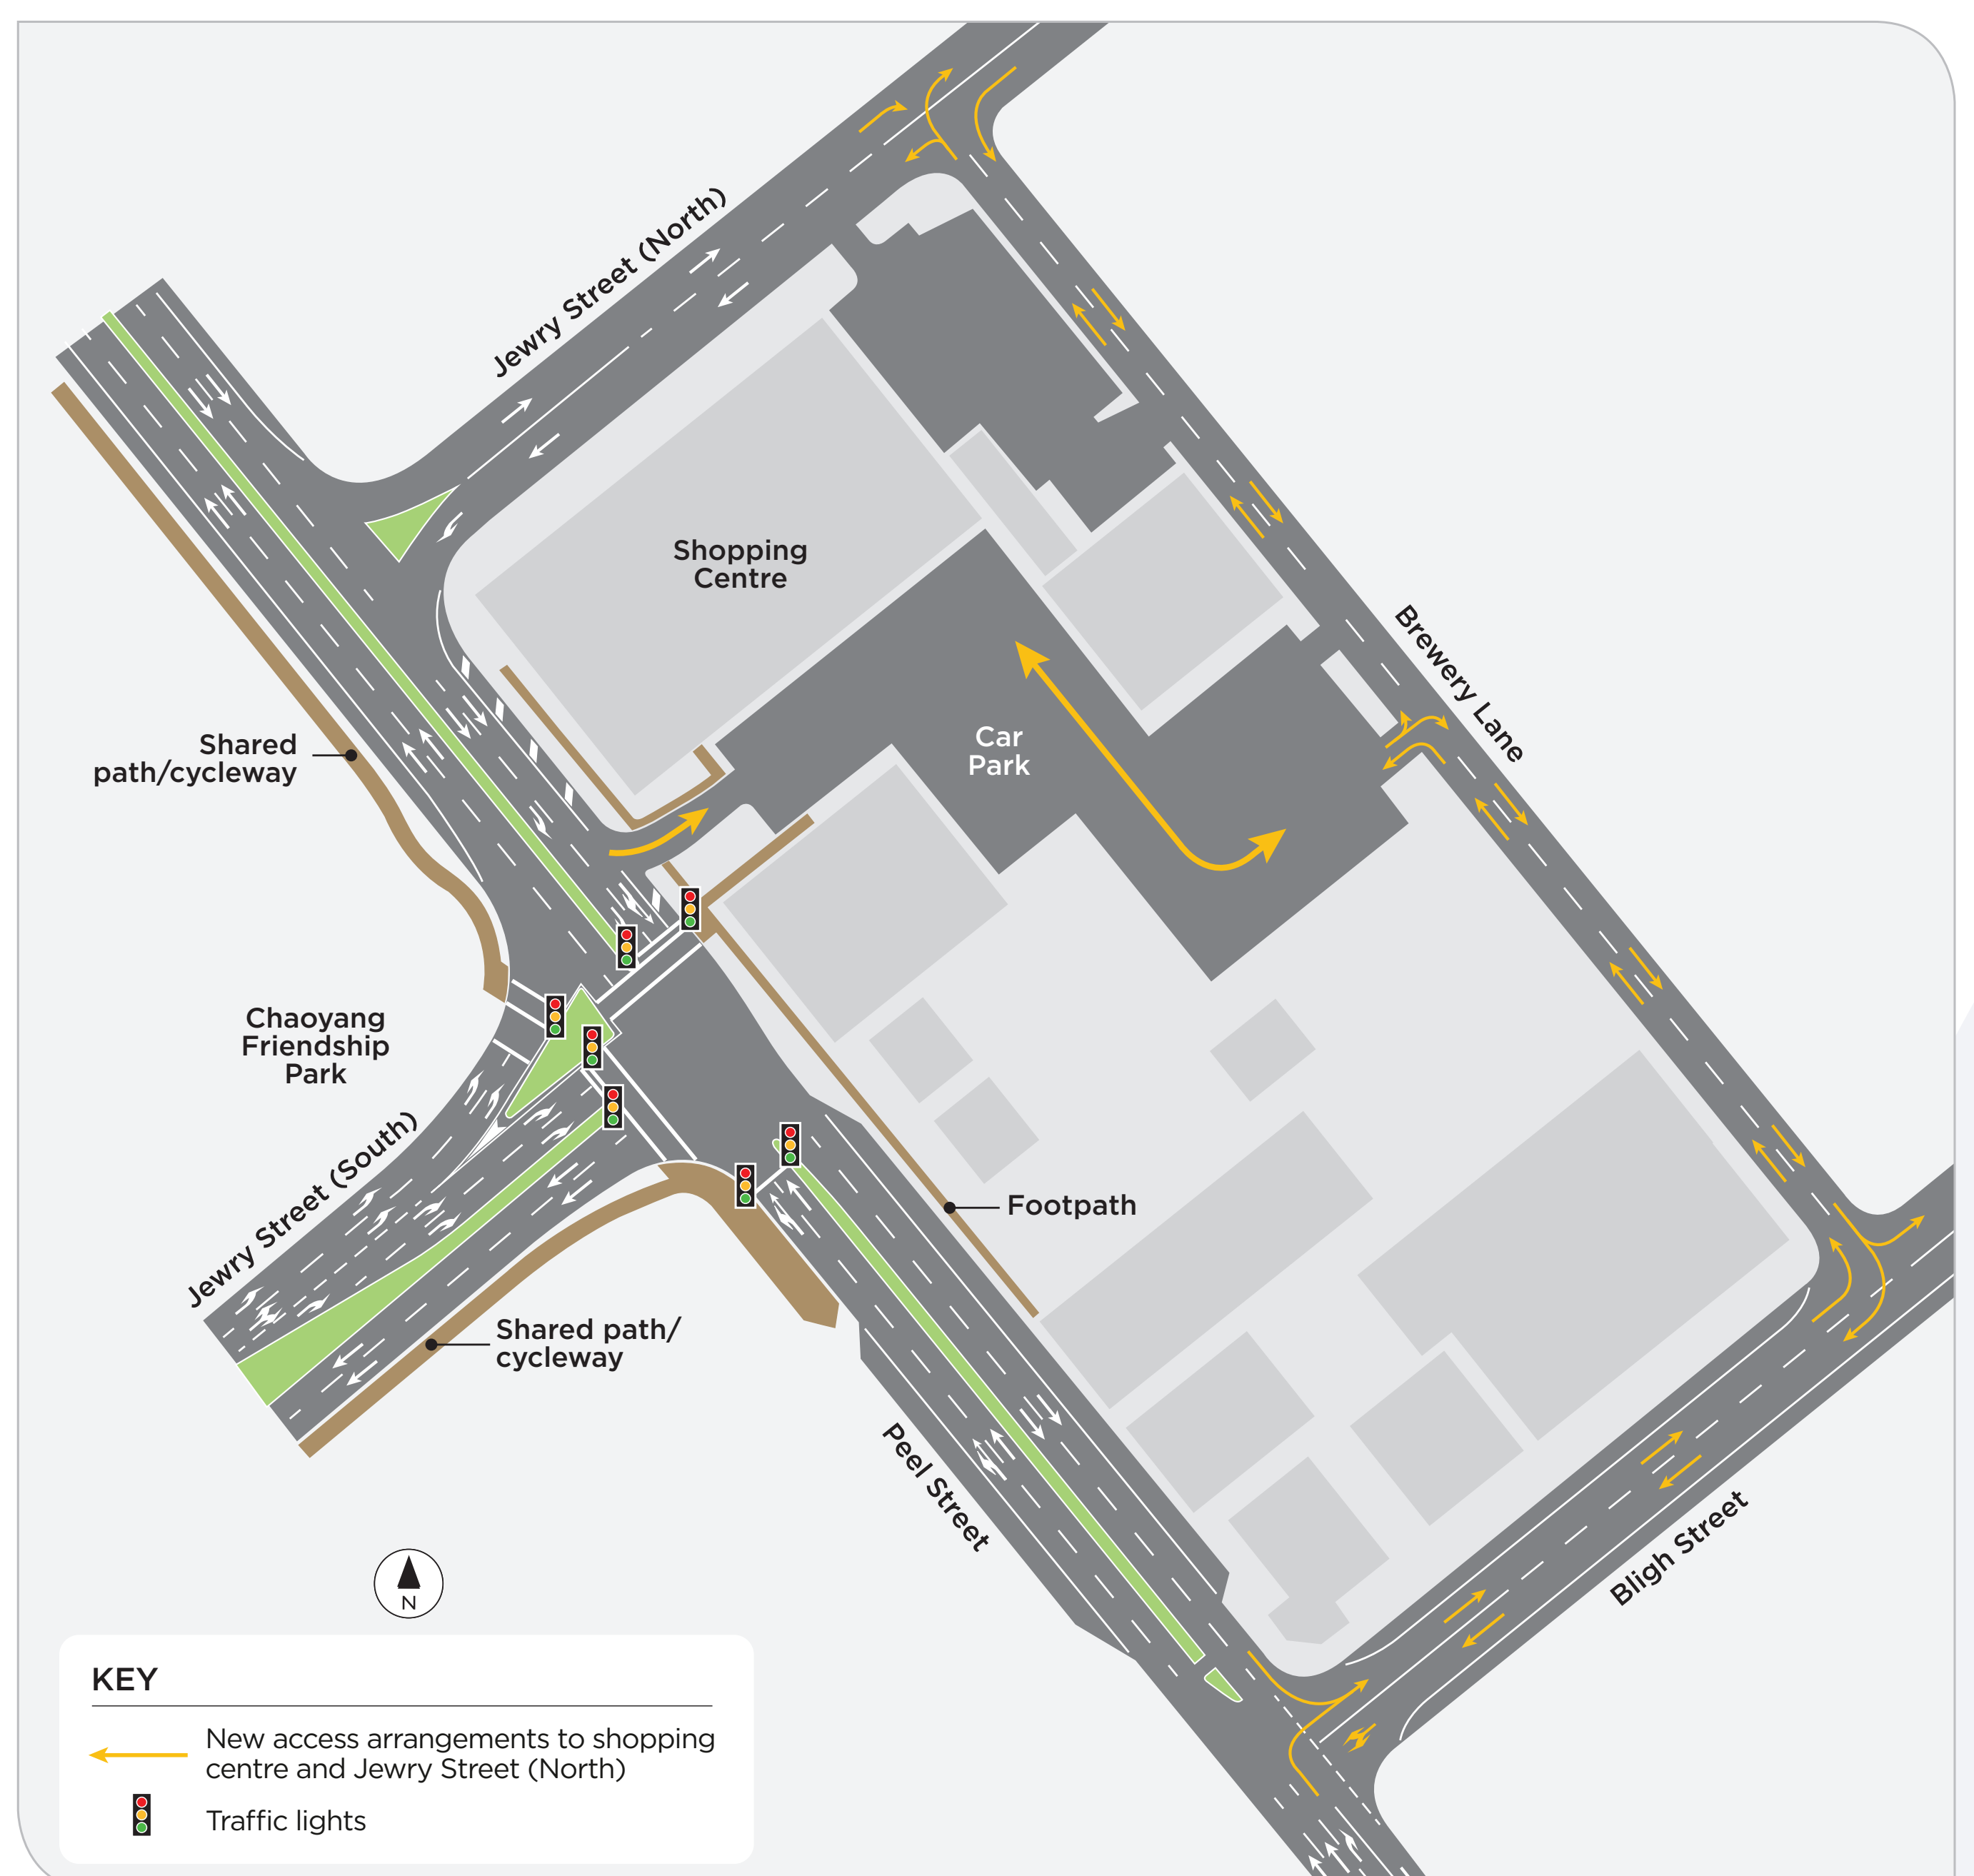 Jewry Street (North)
Shopping
Centre
Brewery Lane
Car
Park
Shared
path/cycleway
Chaoyang
Friendship
Park
Jewry Street (South)
Footpath
Shared path/
cycleway
Peel Street
Bligh Street
N
KEY
New access arrangements to shopping
centre and Jewry Street (North)
Traffic lights